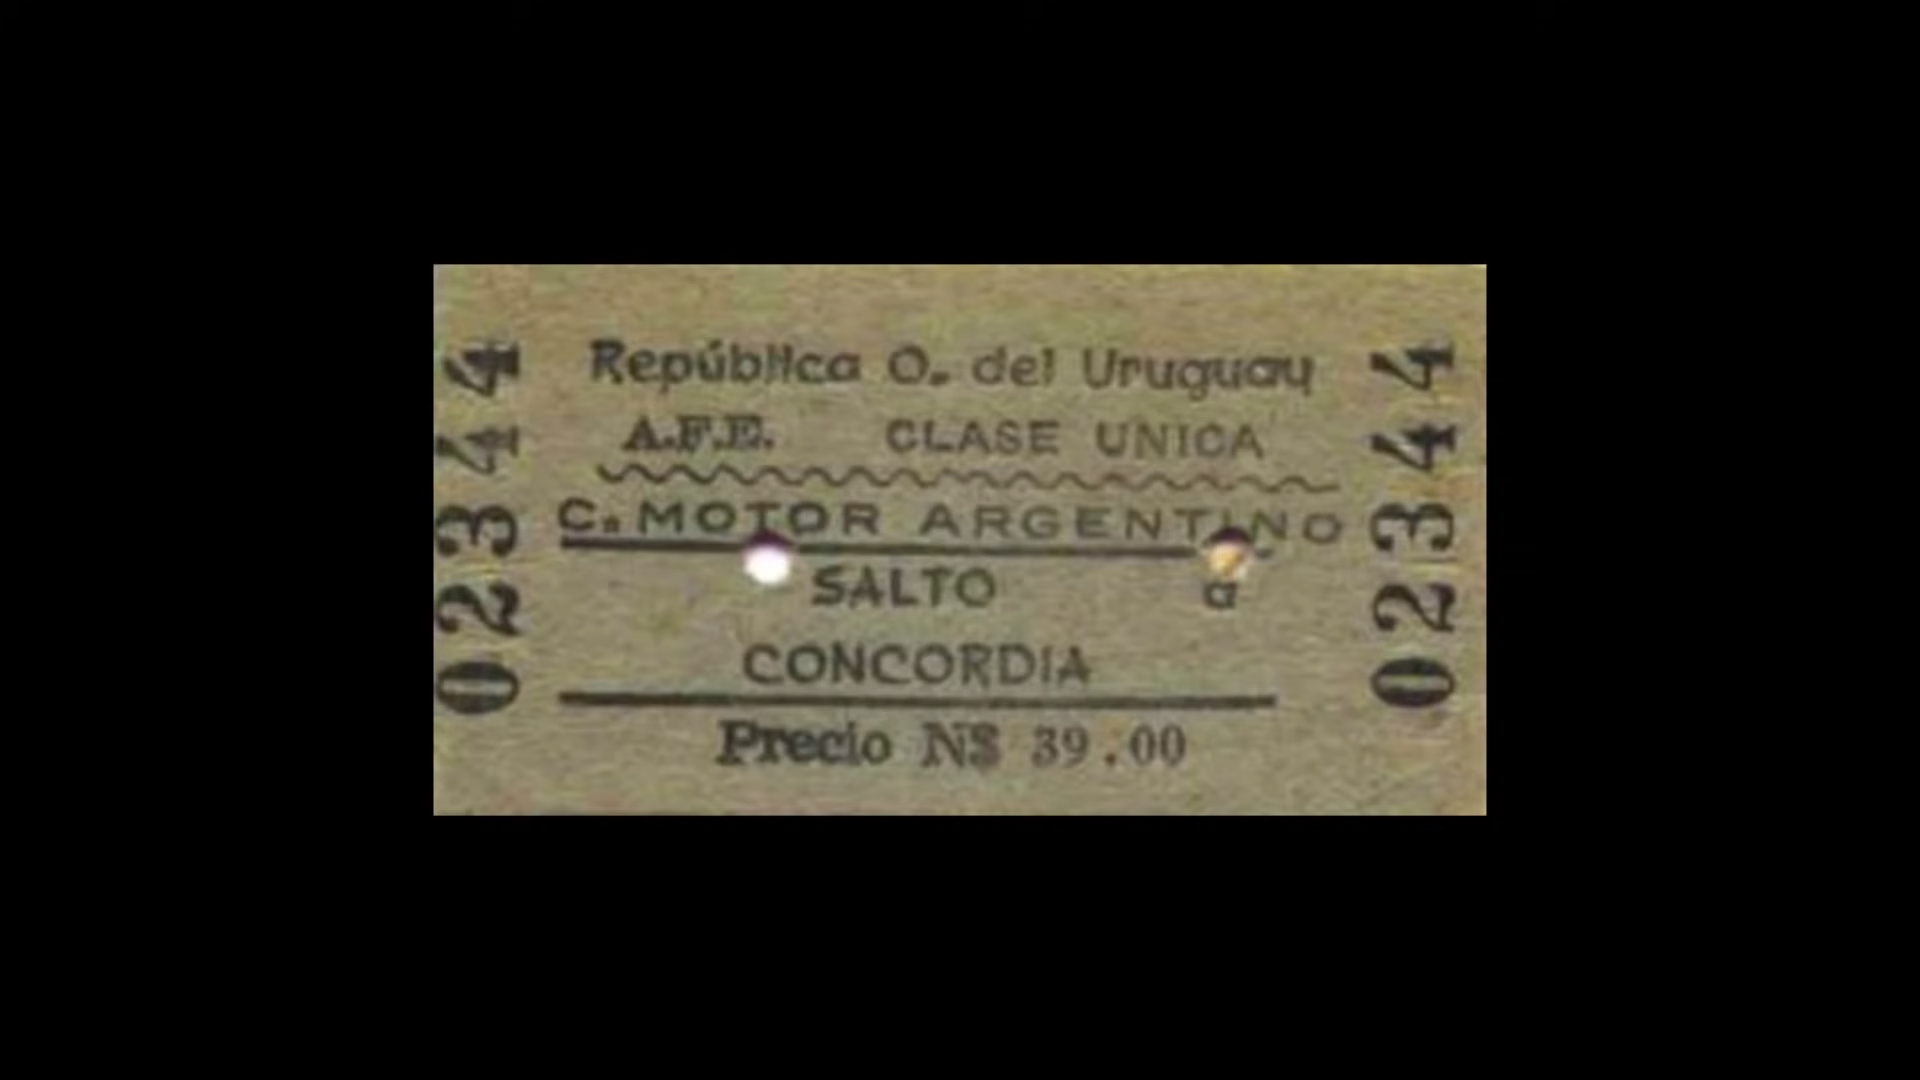 República O. del Uruguay
A.F.E. CLASE UNICA
C. MOTOR ARGENTINO
SALTO a
CONCORDIA
Precio N$ 39.00
02344
02344